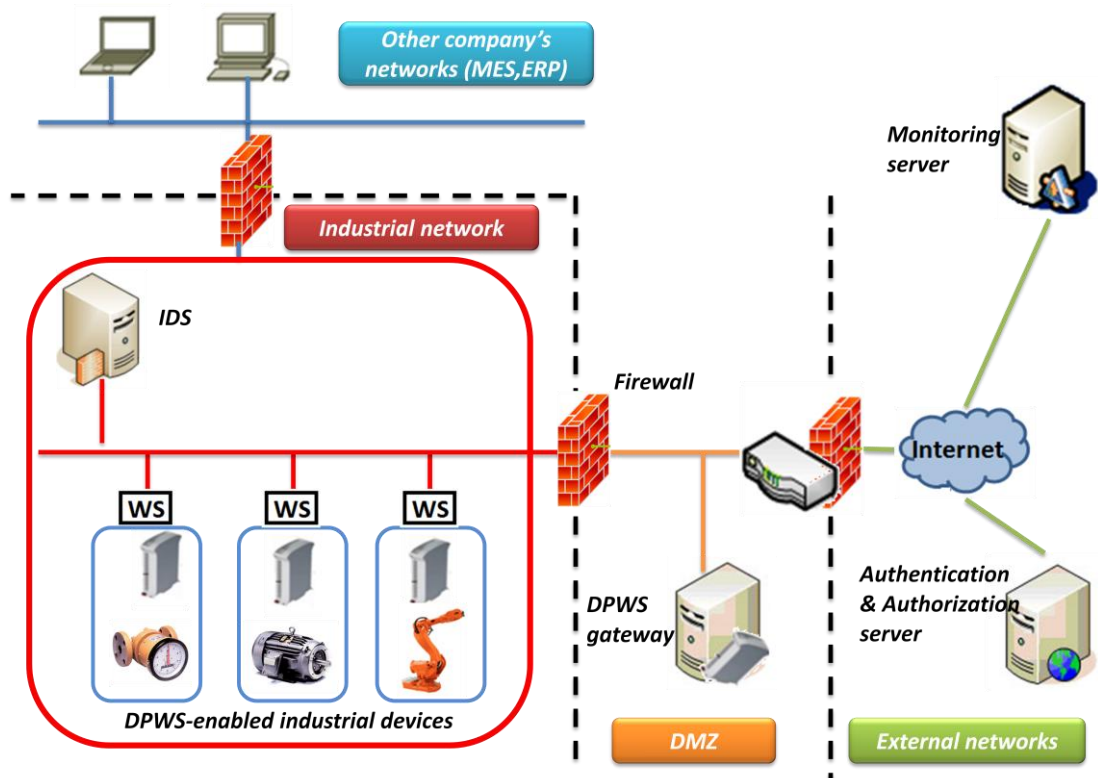 Other company's
networks (MES,ERP)
Monitoring
server
Industrial network
IDS
Firewall
Internet
WS
WS
WS
DPWS
gateway
Authentication
& Authorization
server
DPWS-enabled industrial devices
DMZ
External networks